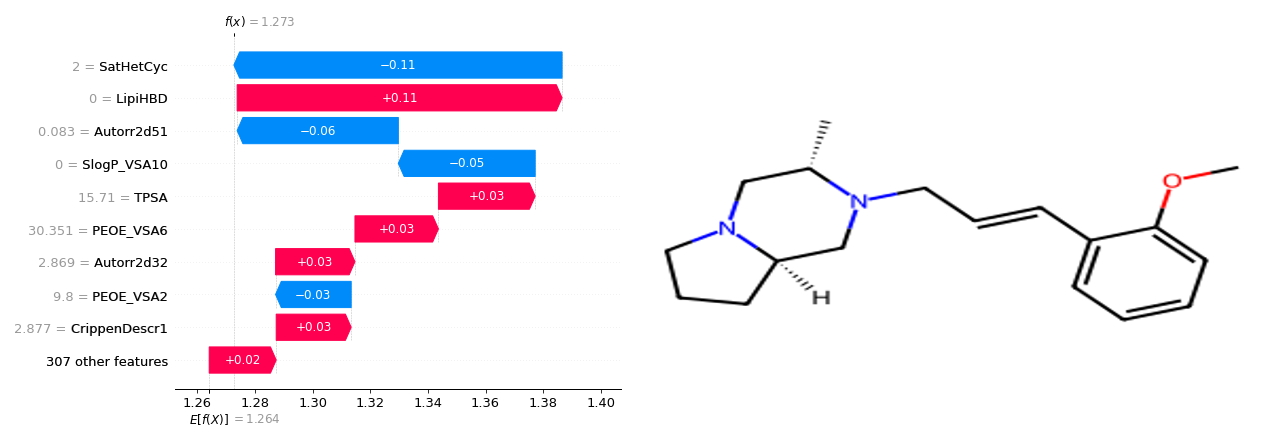 f(x) = 1.273
2 = SatHetCyc
−0.11
0 = LipiHBD
+0.11
0.083 = Autorr2d51
−0.06
0 = SlogP_VSA10
−0.05
15.71 = TPSA
+0.03
30.351 = PEOE_VSA6
+0.03
2.869 = Autorr2d32
+0.03
9.8 = PEOE_VSA2
−0.03
2.877 = CrippenDescr1
+0.03
307 other features
+0.02
1.26 1.28 1.30 1.32 1.34 1.36 1.38 1.40
E[f(X)] = 1.264
O
N
N
H